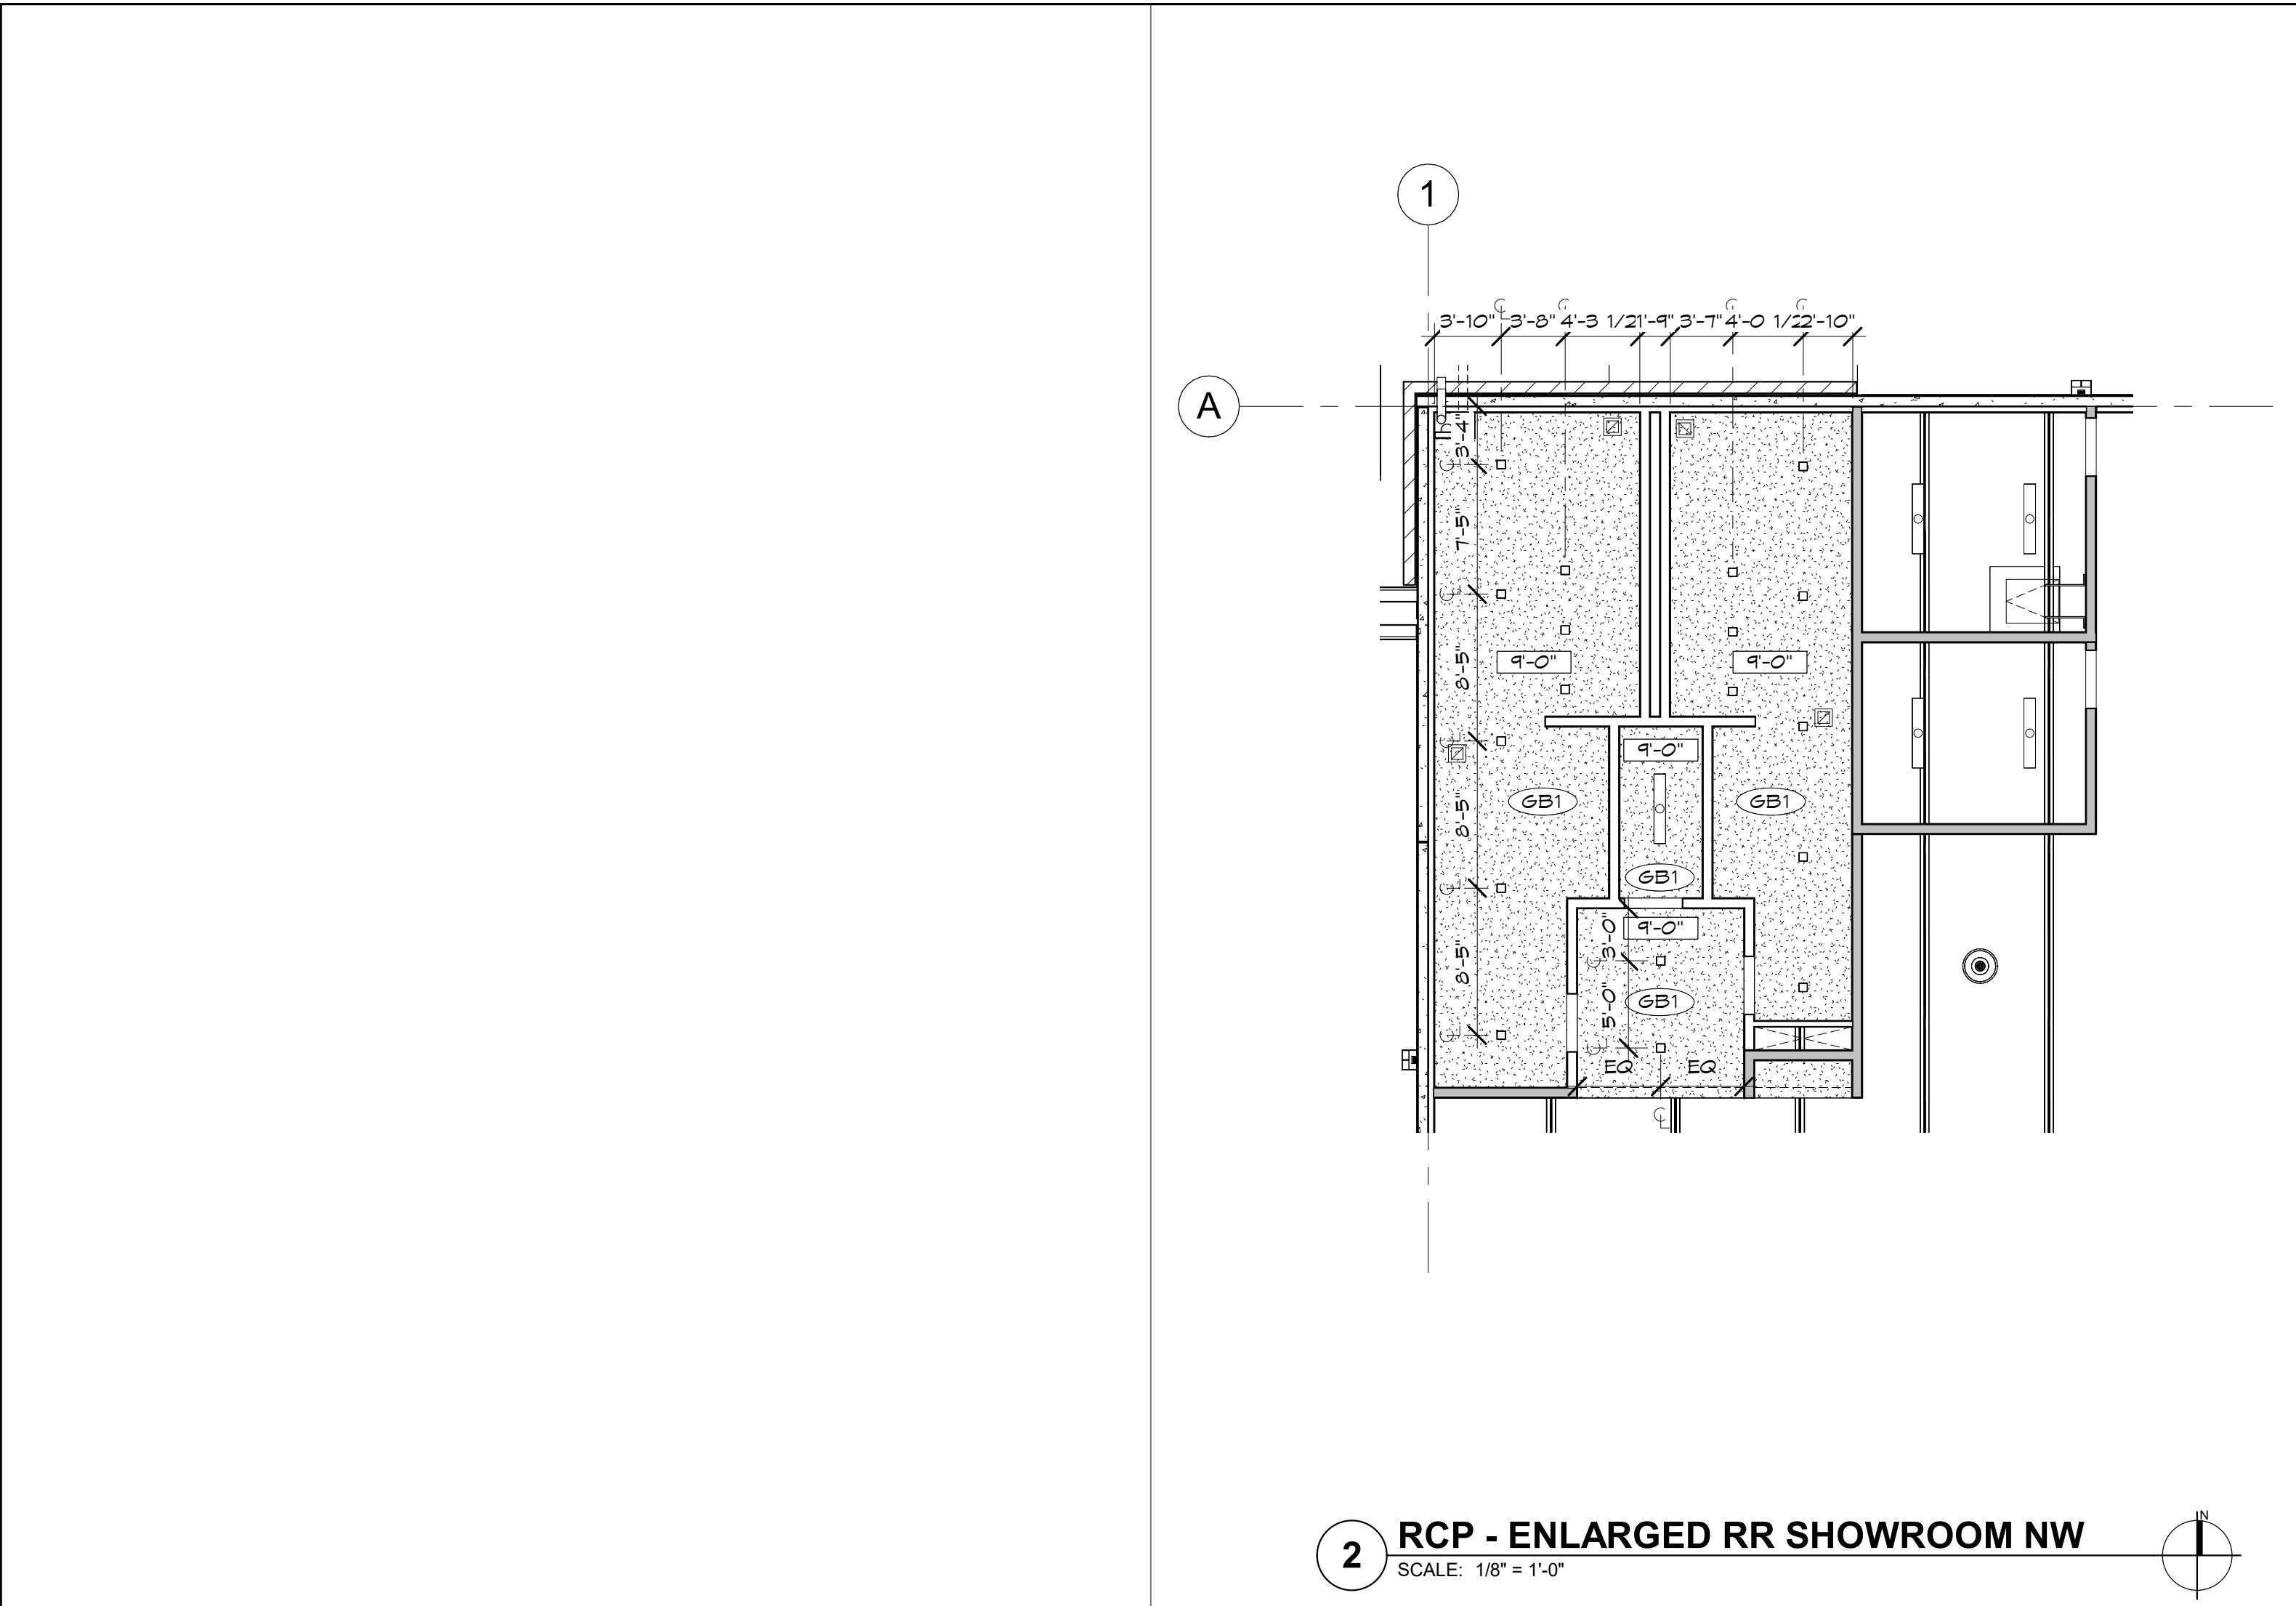 1
3'-10" 3'-8" 4'-3 1/2 1'-9" 3'-7" 4'-0 1/2 2'-10"
A
3'-4"
7'-5"
8'-5"
9'-0" 9'-0"
9'-0"
8'-5"
GB1 GB1
GB1
9'-0"
3'-0"
8'-5"
5'-0"
GB1
EQ EQ
N
2 RCP - ENLARGED RR SHOWROOM NW
SCALE: 1/8" = 1'-0"